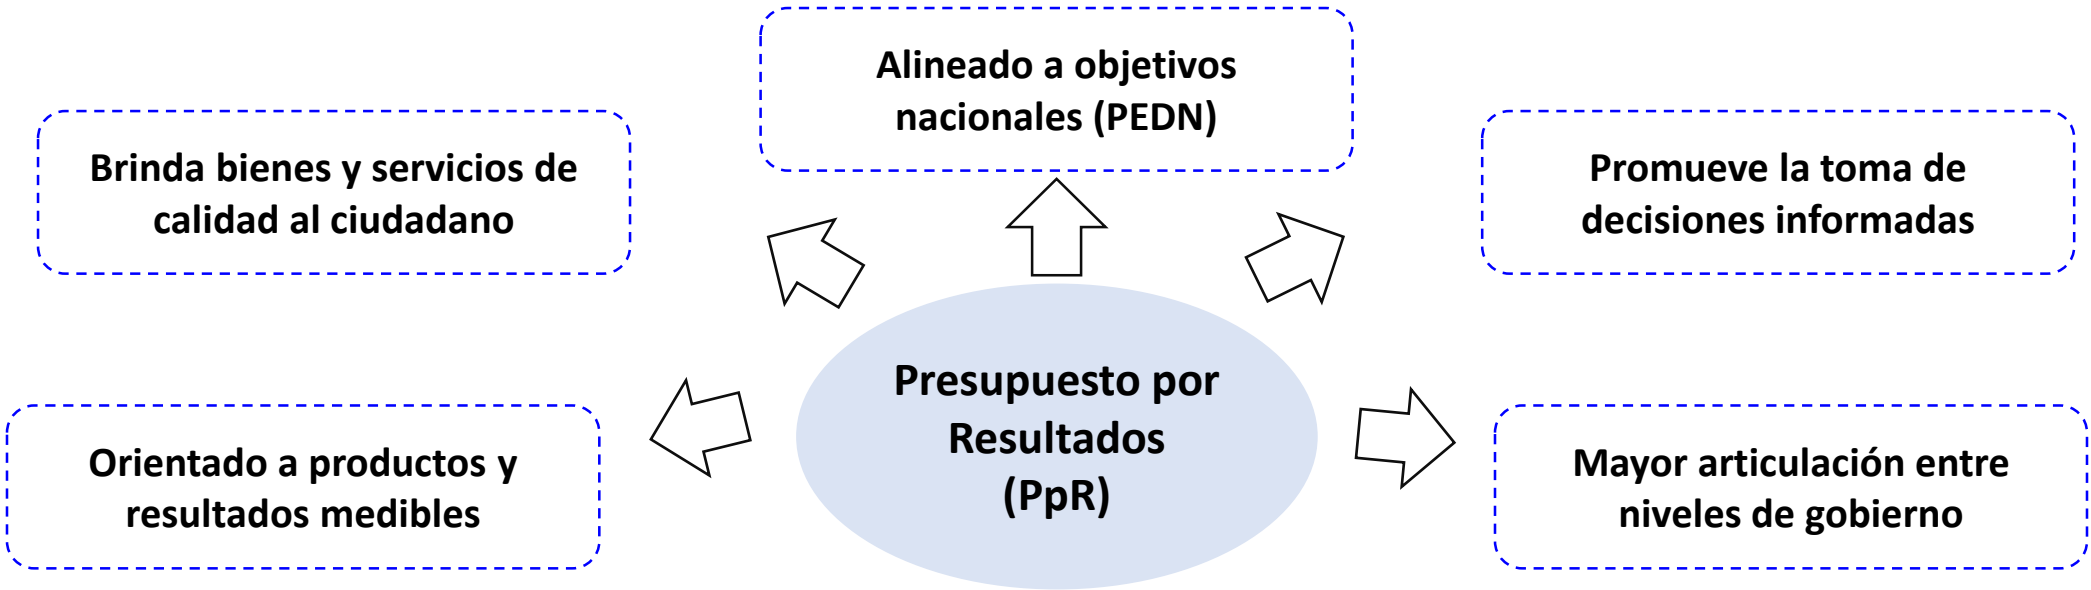 Alineado a objetivos
nacionales (PEDN)
Brinda bienes y servicios de
calidad al ciudadano
Promueve la toma de
decisiones informadas
Presupuesto por
Resultados
(PpR)
Orientado a productos y
resultados medibles
Mayor articulación entre
niveles de gobierno